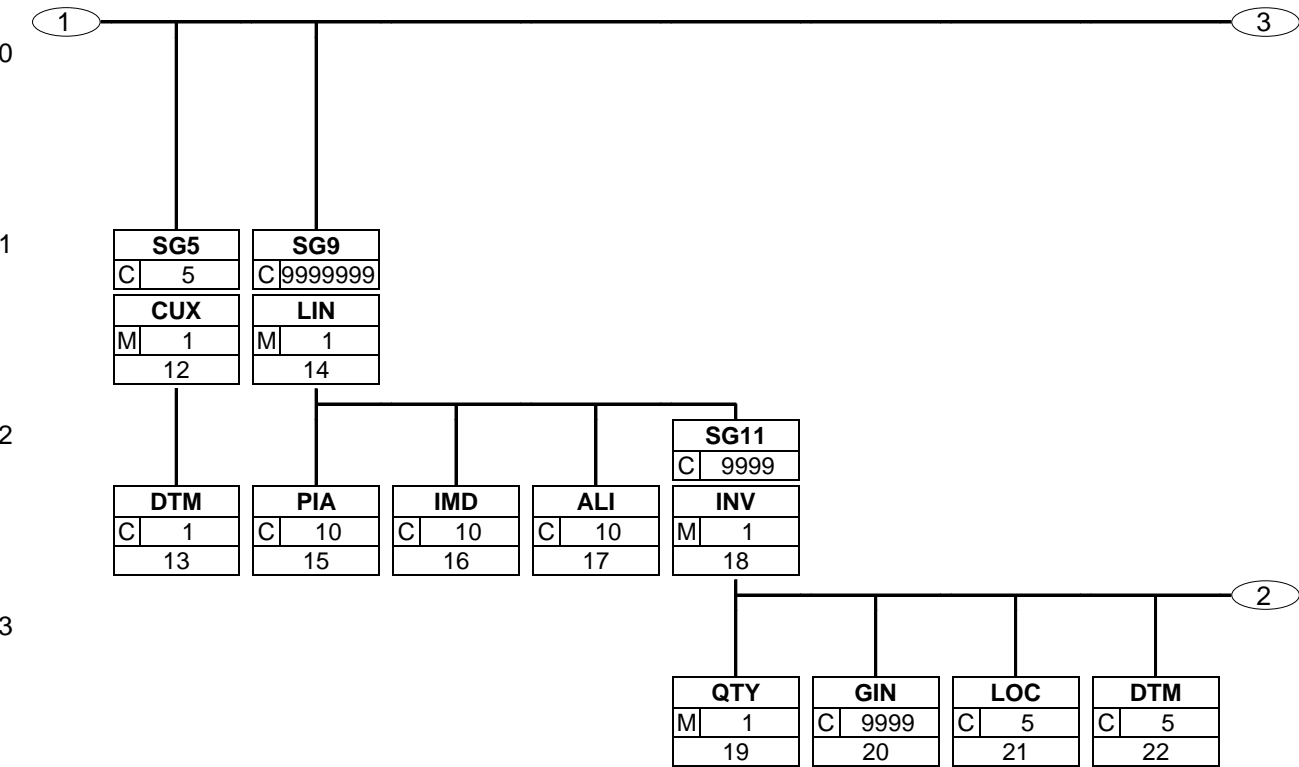 1 3
0
1
SG5 SG9
C 5 C 9999999
CUX LIN
M 1 M 1
12 14
2
SG11
C 9999
DTM PIA IMD ALI INV
C 1 C 10 C 10 C 10 M 1
13 15 16 17 18
2
3
QTY GIN LOC DTM
M 1 C 9999 C 5 C 5
19 20 21 22